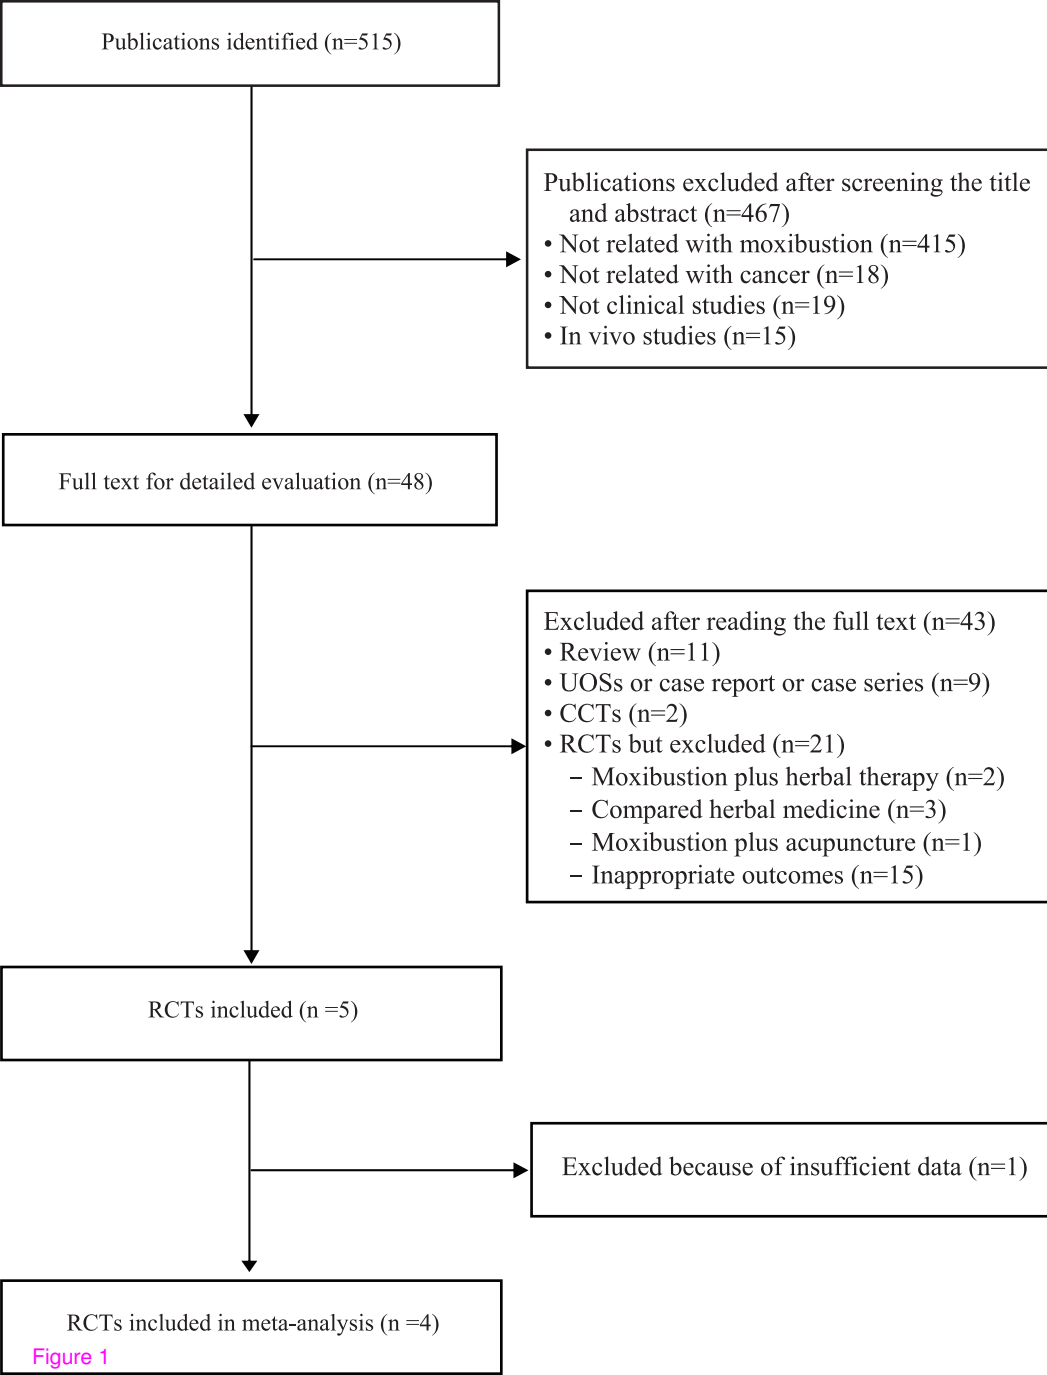 Publications identified (n=515)
Publications excluded after screening the title
and abstract (n=467)
• Not related with moxibustion (n=415)
• Not related with cancer (n=18)
• Not clinical studies (n=19)
• In vivo studies (n=15)
Full text for detailed evaluation (n=48)
Excluded after reading the full text (n=43)
• Review (n=11)
• UOSs or case report or case series (n=9)
• CCTs (n=2)
• RCTs but excluded (n=21)
– Moxibustion plus herbal therapy (n=2)
– Compared herbal medicine (n=3)
– Moxibustion plus acupuncture (n=1)
– Inappropriate outcomes (n=15)
RCTs included (n =5)
Excluded because of insufficient data (n=1)
RCTs included in meta-analysis (n =4)
Figure 1